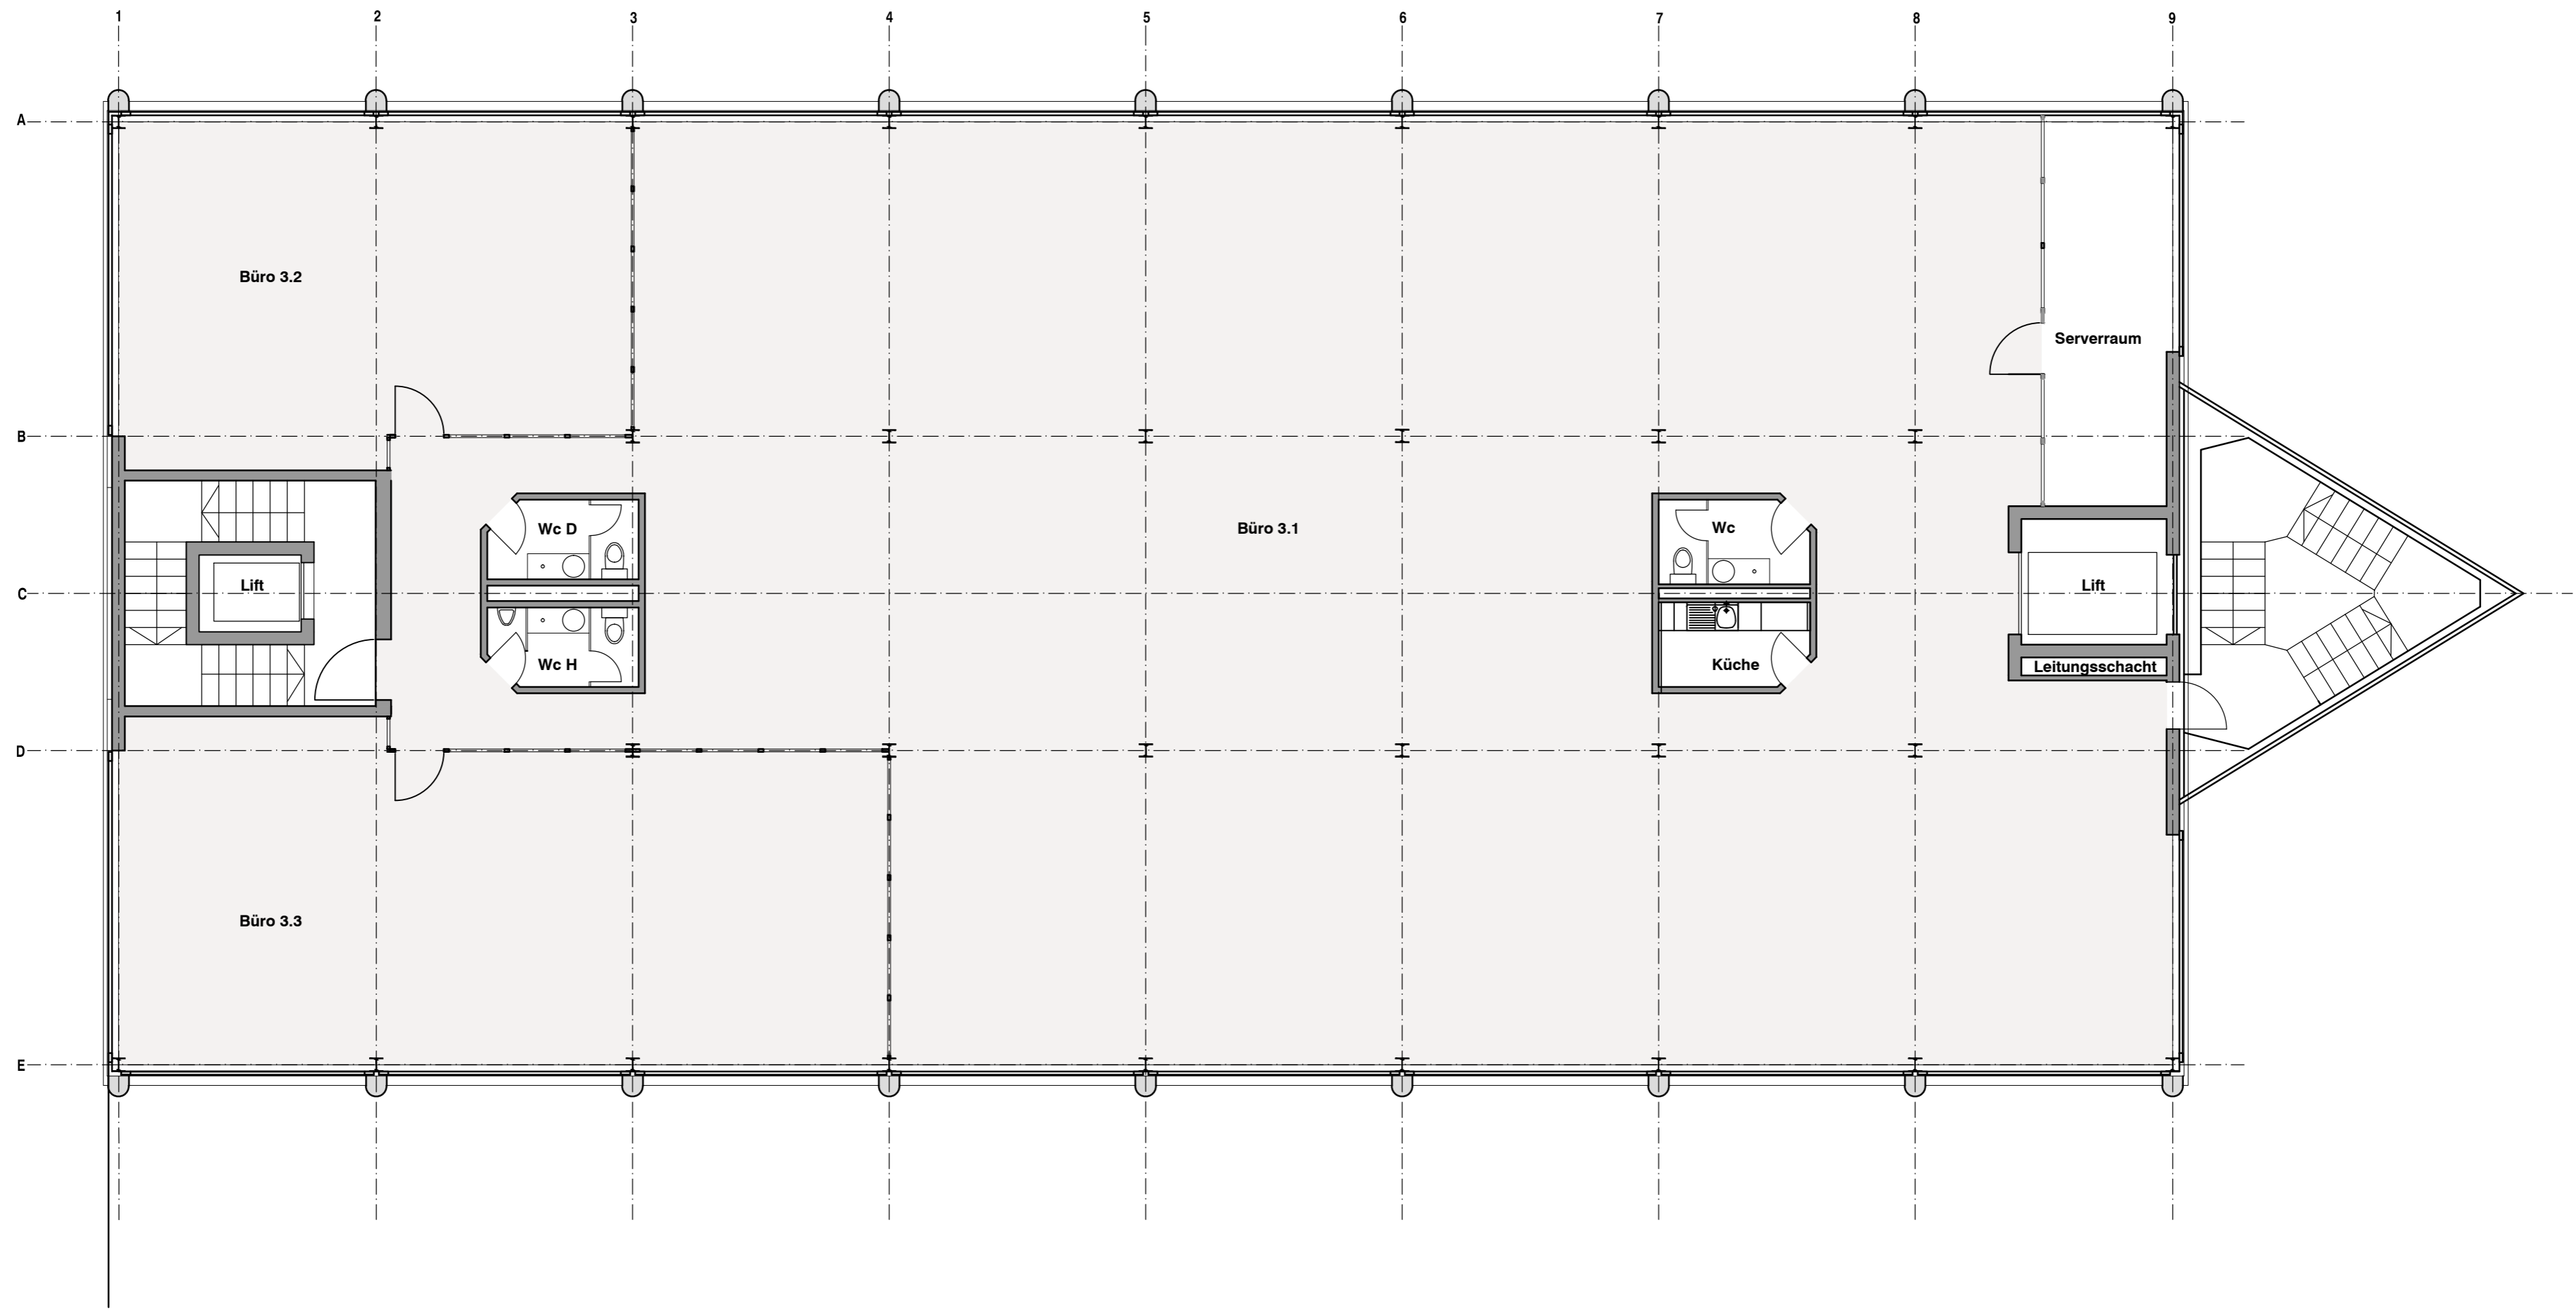 1 2 3 4 5 6 7 8 9
A
Büro 3.2
Serverraum
B
Wc D
Büro 3.1
Wc
Lift
Lift
C
Wc H
Küche
Leitungsschacht
D
Büro 3.3
E